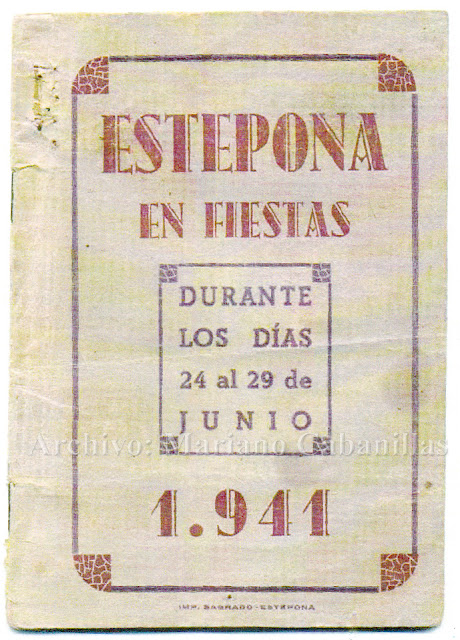 ESTEPONA
EN FIESTAS
DURANTE
LOS DÍAS
24 al 29 de
JUNIO
Archivo: Mariano Cabanillas
1.941
IMP. SAGRADO-ESTEPONA